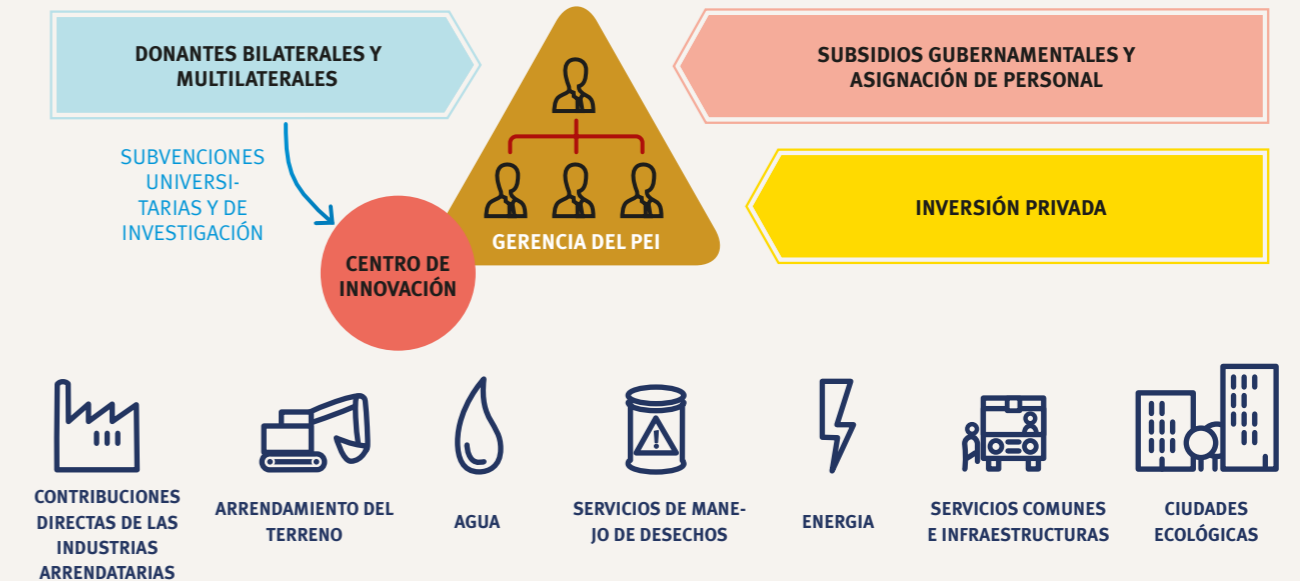 DONANTES BILATERALES Y
MULTILATERALES
SUBSIDIOS GUBERNAMENTALES Y
ASIGNACIÓN DE PERSONAL
SUBVENCIONES
UNIVERSI-
TARIAS Y DE
INVESTIGACIÓN
INVERSIÓN PRIVADA
GERENCIA DEL PEI
CENTRO DE
INNOVACIÓN
CONTRIBUCIONES
DIRECTAS DE LAS
INDUSTRIAS
ARRENDATARIAS
ARRENDAMIENTO DEL
TERRENO
AGUA
!
SERVICIOS DE MANE-
JO DE DESECHOS
ENERGIA
SERVICIOS COMUNES
E INFRAESTRUCTURAS
CIUDADES
ECOLÓGICAS